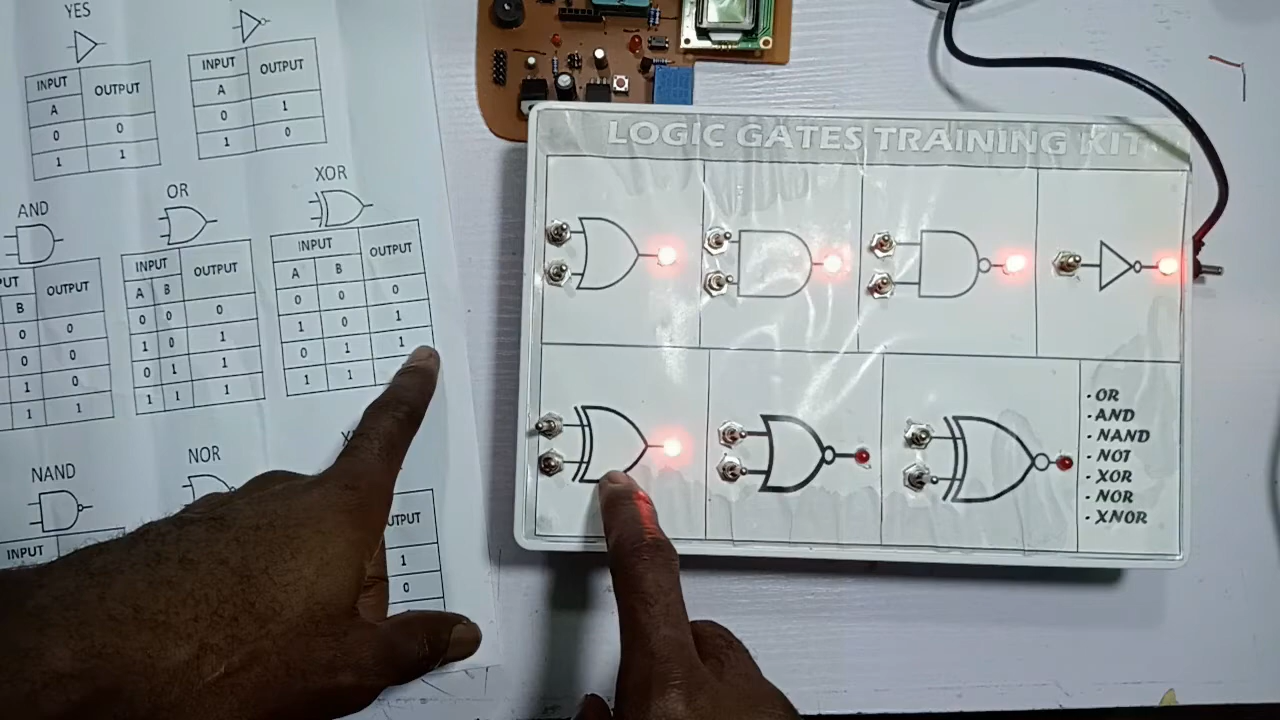 YES
INPUT OUTPUT
A
0 0
1 1
INPUT OUTPUT
A
0 1
1 0
AND
OUTPUT
B
0 0
0 0
1 0
1 1
OR
INPUT OUTPUT
A B
0 0 0
1 0 1
0 1 1
1 1 1
XOR
INPUT OUTPUT
A B
0 0 0
1 0 1
0 1 1
1 1
NAND
INPUT
NOR
1
0
LOGIC GATES TRAINING KIT
· OR
· AND
· NAND
· NOT
· XOR
· NOR
· XNOR